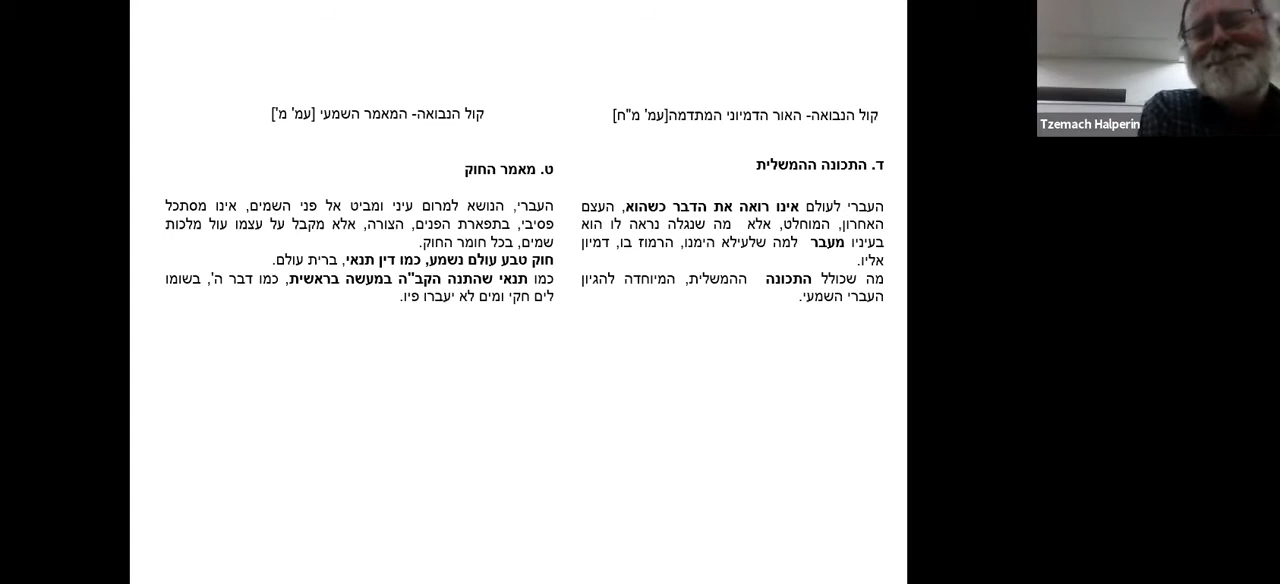 קול הנבואה- האור הדמיוני המתדמה[עמ' מ"ח]
ד. התכונה ההמשלית
העברי לעולם אינו רואה את הדבר כשהוא, העצם
האחרון, המוחלט, אלא מה שנגלה נראה לו הוא
בעיניו מעבר למה שלעילא הימנו, הרמוז בו, דמיון
אליו.
מה שכולל התכונה ההמשלית, המיוחדה להגיון
העברי השמעי.
קול הנבואה- המאמר השמעי [עמ' מ']
ט. מאמר החוק
העברי, הנושא למרום עיני ומביט אל פני השמים, אינו מסתכל
פסיבי, בתפארת הפנים, הצורה, אלא מקבל על עצמו עול מלכות
שמים, בכל חומר החוק.
חוק טבע עולם נשמע, כמו דין תנאי, ברית עולם.
כמו תנאי שהתנה הקב"ה במעשה בראשית, כמו דבר ה', בשומו
לים חקי ומים לא יעברו פיו.
Tzemach Halperin